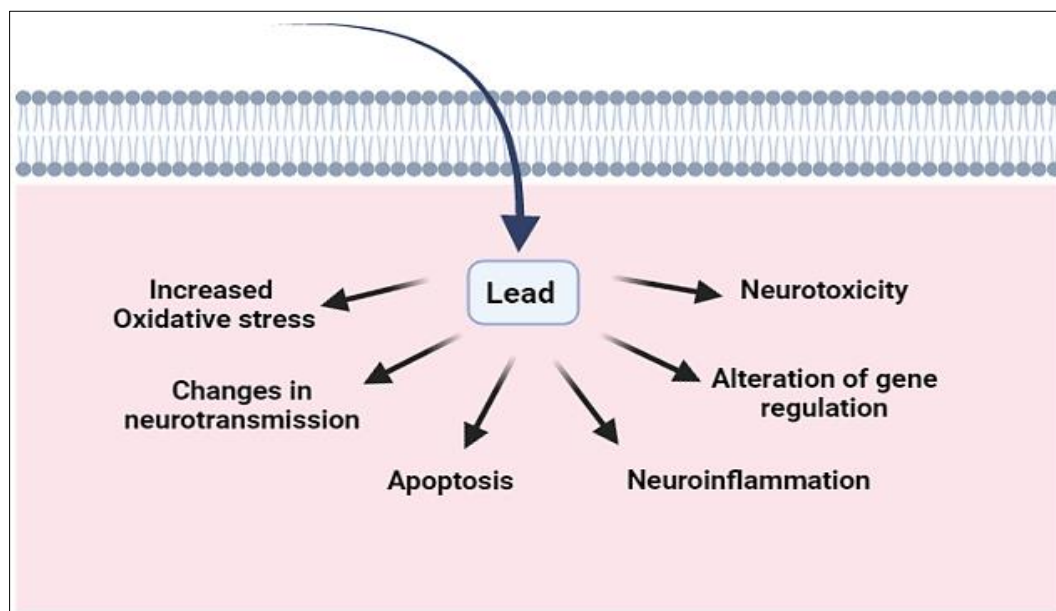 Lead
Increased
Oxidative stress
Neurotoxicity
Changes in
neurotransmission
Alteration of gene
regulation
Apoptosis
Neuroinflammation